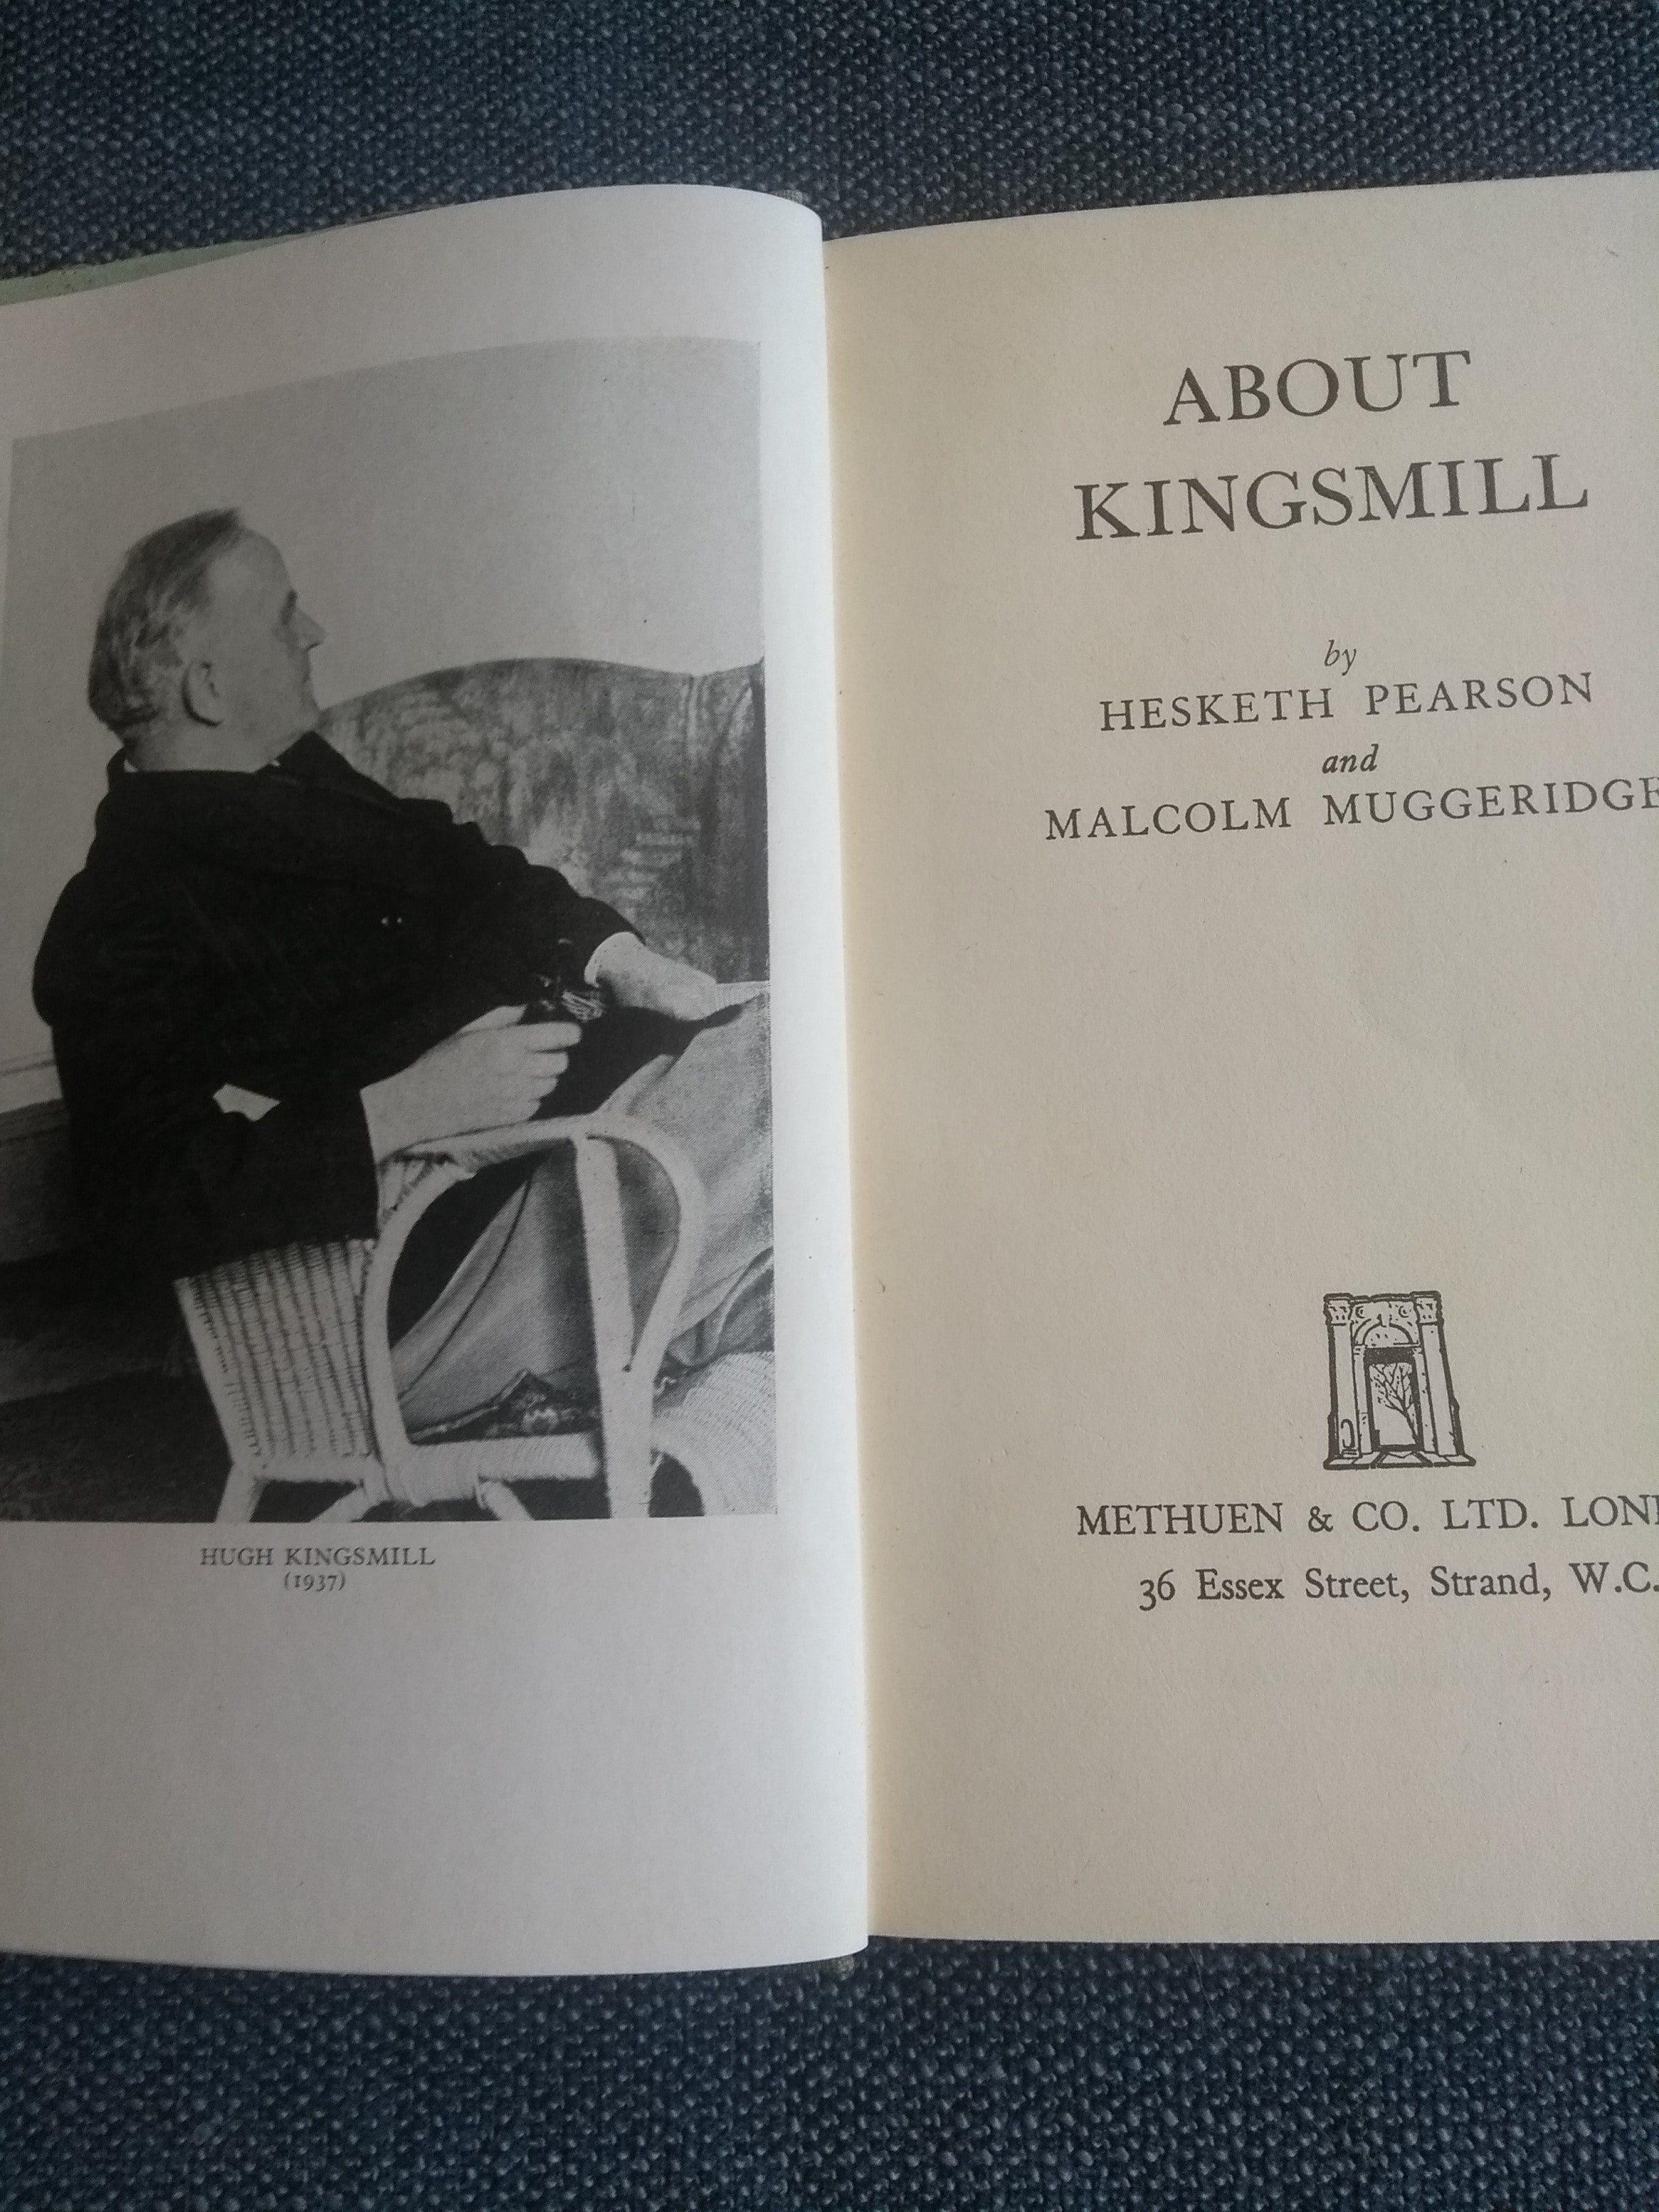 HUGH KINGSMILL
(1937)
ABOUT
KINGSMILL
by
HESKETH PEARSON
and
MALCOLM MUGGERIDGE
METHUEN & CO. LTD. LON
36 Essex Street, Strand, W.C.